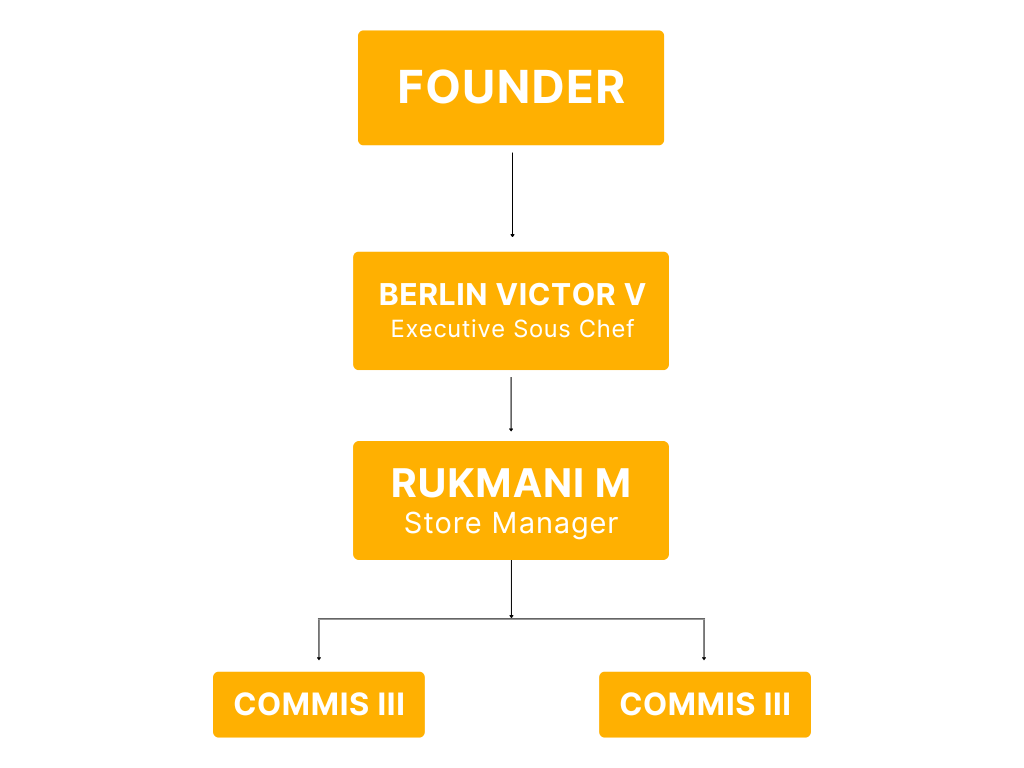 FOUNDER
BERLIN VICTOR V
Executive Sous Chef
RUKMANI M
Store Manager
COMMIS III
COMMIS III